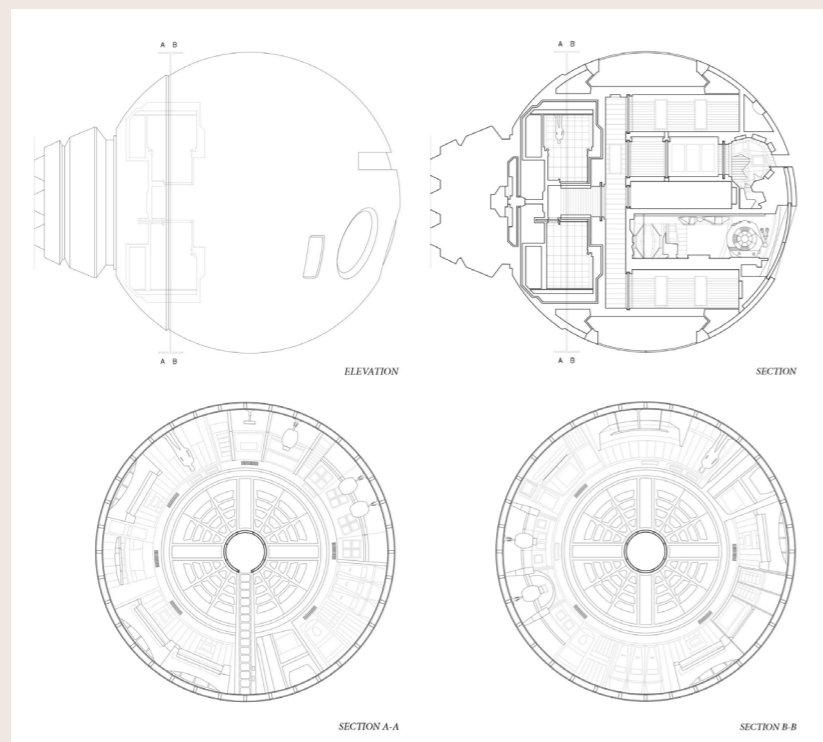 A B
A B
A B
ELEVATION
A B
SECTION
SECTION A-A
SECTION B-B